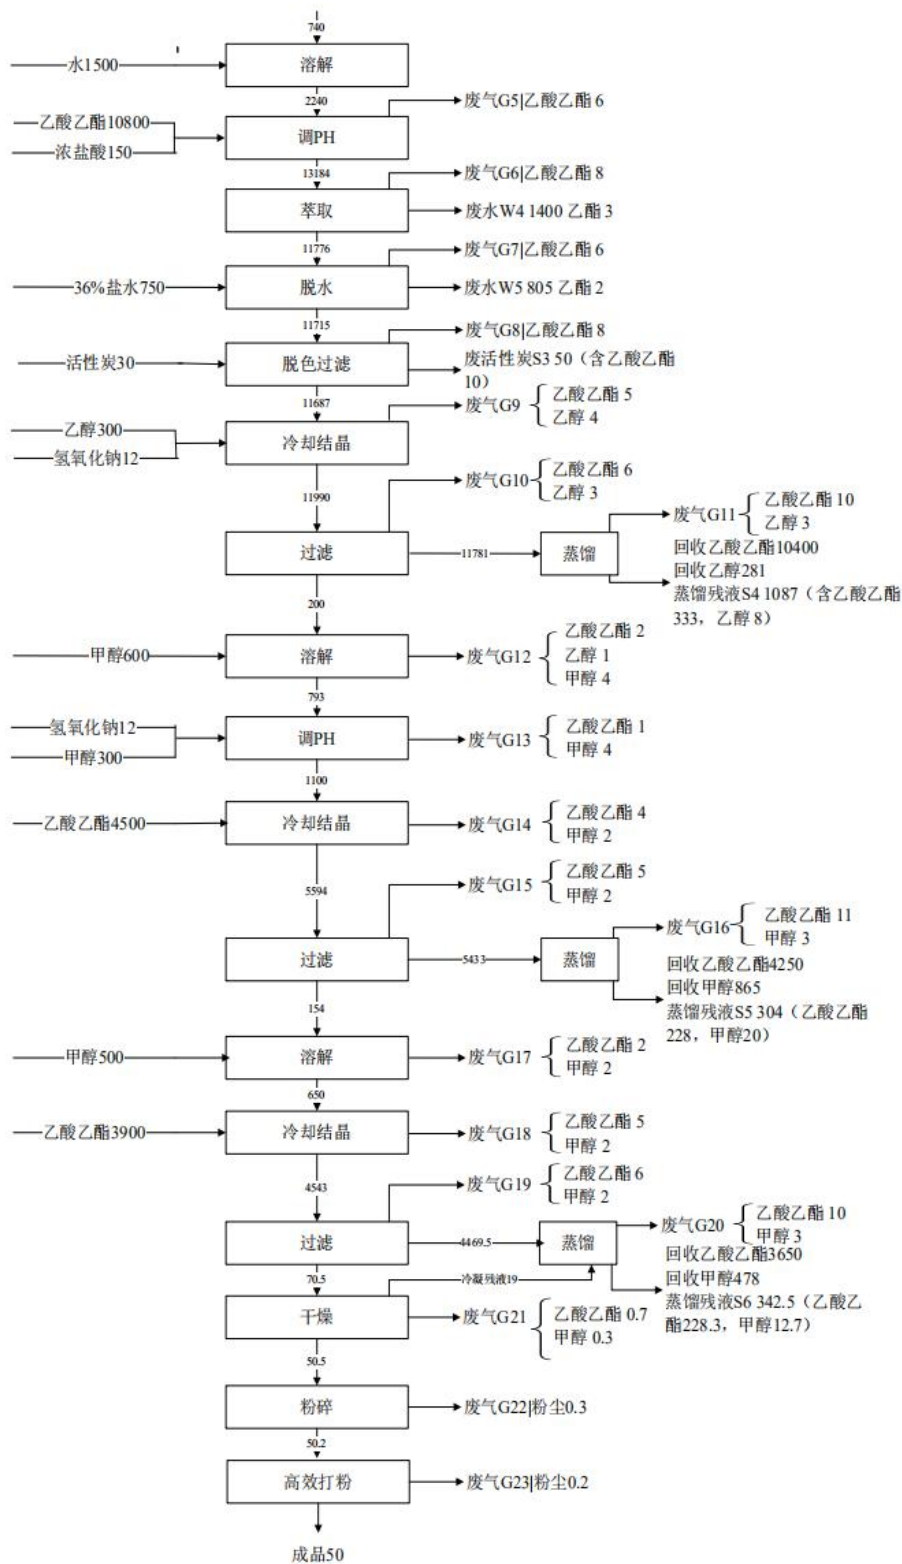 740
水1500
溶解
2240
废气G5|乙酸乙酯 6
乙酸乙酯10800
浓盐酸150
调PH
13184
废气G6|乙酸乙酯 8
萃取
废水W4 1400 乙酯 3
11776
废气G7|乙酸乙酯 6
36%盐水750
脱水
废水W5 805 乙酯 2
11715
废气G8|乙酸乙酯 8
活性炭30
脱色过滤
废活性炭S3 50（含乙酸乙酯
10）
11687
废气G9
乙酸乙酯 5
乙醇 4
乙醇300
氢氧化钠12
冷却结晶
11990
废气G10
乙酸乙酯 6
乙醇 3
过滤
11781
蒸馏
废气G11
乙酸乙酯 10
乙醇 3
回收乙酸乙酯10400
回收乙醇281
蒸馏残液S4 1087（含乙酸乙酯
333，乙醇 8）
200
甲醇600
溶解
废气G12
乙酸乙酯 2
乙醇 1
甲醇 4
793
氢氧化钠12
甲醇300
调PH
废气G13
乙酸乙酯 1
甲醇 4
1100
乙酸乙酯4500
冷却结晶
废气G14
乙酸乙酯 4
甲醇 2
5594
废气G15
乙酸乙酯 5
甲醇 2
过滤
5433
蒸馏
废气G16
乙酸乙酯 11
甲醇 3
回收乙酸乙酯4250
回收甲醇865
蒸馏残液S5 304（乙酸乙酯
228，甲醇20）
154
甲醇500
溶解
废气G17
乙酸乙酯 2
甲醇 2
650
乙酸乙酯3900
冷却结晶
废气G18
乙酸乙酯 5
甲醇 2
4543
废气G19
乙酸乙酯 6
甲醇 2
过滤
4469.5
蒸馏
废气G20
乙酸乙酯 10
甲醇 3
回收乙酸乙酯3650
回收甲醇478
蒸馏残液S6 342.5（乙酸乙
酯228.3，甲醇12.7）
70.5
冷凝残液19
干燥
废气G21
乙酸乙酯 0.7
甲醇 0.3
50.5
粉碎
废气G22|粉尘0.3
50.2
高效打粉
废气G23|粉尘0.2
成品50